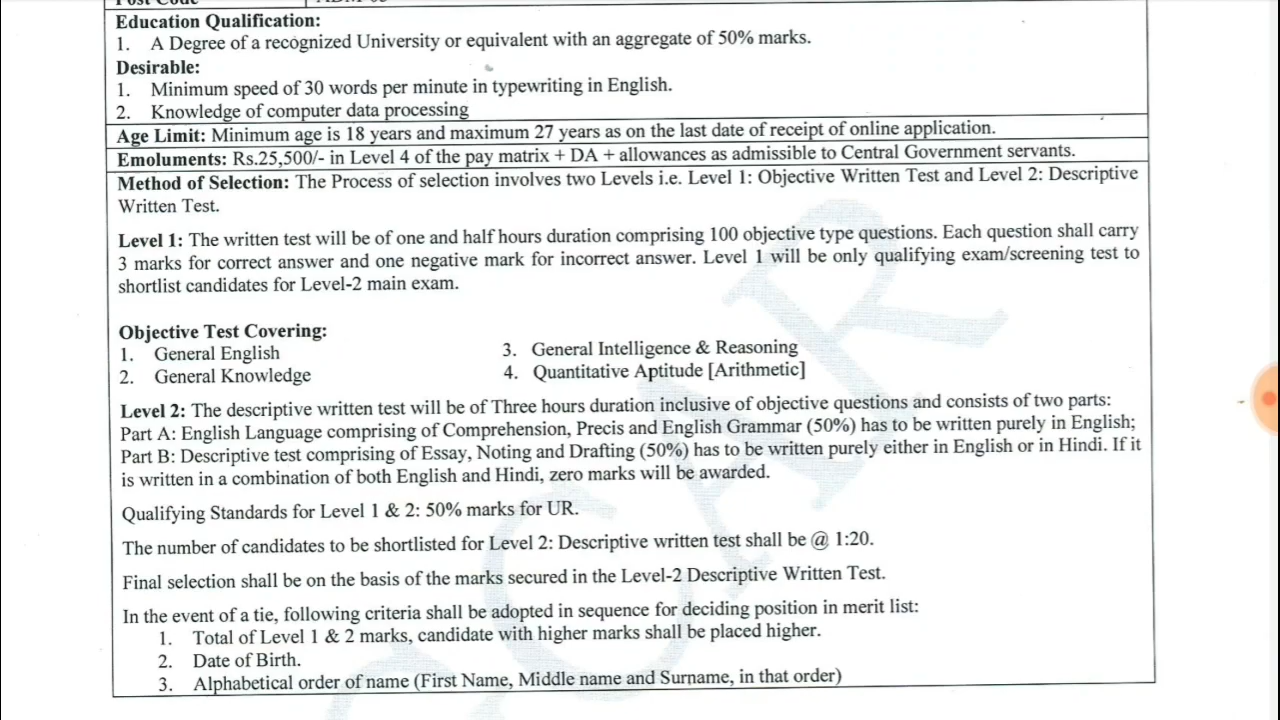 Post Code
Education Qualification:
1. A Degree of a recognized University or equivalent with an aggregate of 50% marks.
Desirable:
1. Minimum speed of 30 words per minute in typewriting in English.
2. Knowledge of computer data processing
Age Limit: Minimum age is 18 years and maximum 27 years as on the last date of receipt of online application.
Emoluments: Rs.25,500/- in Level 4 of the pay matrix + DA + allowances as admissible to Central Government servants.
Method of Selection: The Process of selection involves two Levels i.e. Level 1: Objective Written Test and Level 2: Descriptive
Written Test.
Level 1: The written test will be of one and half hours duration comprising 100 objective type questions. Each question shall carry
3 marks for correct answer and one negative mark for incorrect answer. Level 1 will be only qualifying exam/screening test to
shortlist candidates for Level-2 main exam.
Objective Test Covering:
1. General English
2. General Knowledge
3. General Intelligence & Reasoning
4. Quantitative Aptitude [Arithmetic]
Level 2: The descriptive written test will be of Three hours duration inclusive of objective questions and consists of two parts:
Part A: English Language comprising of Comprehension, Precis and English Grammar (50%) has to be written purely in English;
Part B: Descriptive test comprising of Essay, Noting and Drafting (50%) has to be written purely either in English or in Hindi. If it
is written in a combination of both English and Hindi, zero marks will be awarded.
Qualifying Standards for Level 1 & 2: 50% marks for UR.
The number of candidates to be shortlisted for Level 2: Descriptive written test shall be @ 1:20.
Final selection shall be on the basis of the marks secured in the Level-2 Descriptive Written Test.
In the event of a tie, following criteria shall be adopted in sequence for deciding position in merit list:
1. Total of Level 1 & 2 marks, candidate with higher marks shall be placed higher.
2. Date of Birth.
3. Alphabetical order of name (First Name, Middle name and Surname, in that order)